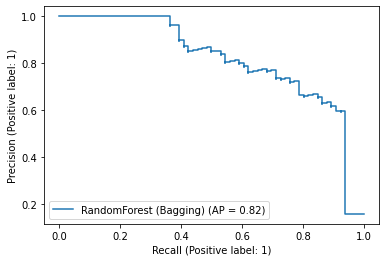 1.0
0.8
0.6
0.4
0.2
Precision (Positive label: 1)
RandomForest (Bagging) (AP = 0.82)
0.0 0.2 0.4 0.6 0.8 1.0
Recall (Positive label: 1)